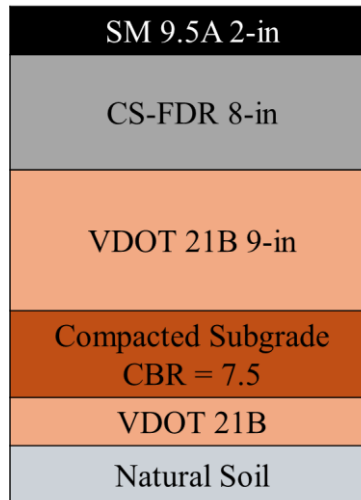 SM 9.5A 2-in
CS-FDR 8-in
VDOT 21B 9-in
Compacted Subgrade
CBR = 7.5
VDOT 21B
Natural Soil